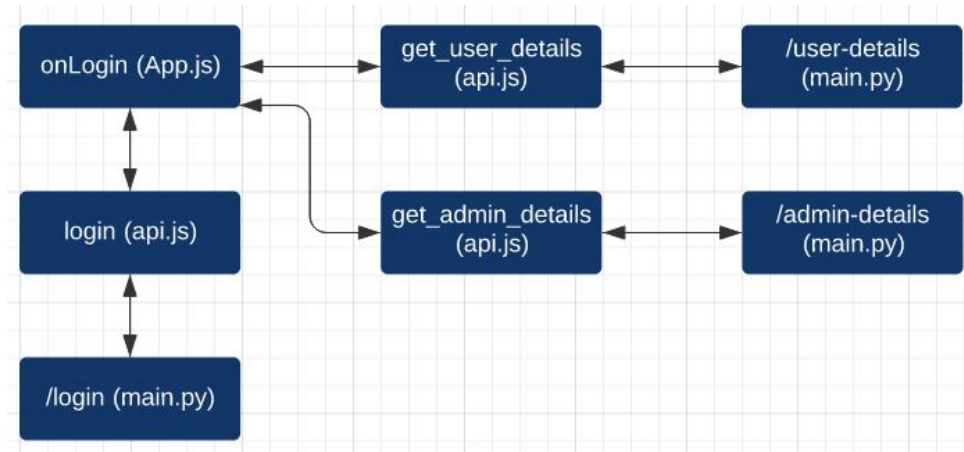 onLogin (App.js)
get_user_details
(api.js)
/user-details
(main.py)
login (api.js)
get_admin_details
(api.js)
/admin-details
(main.py)
/login (main.py)